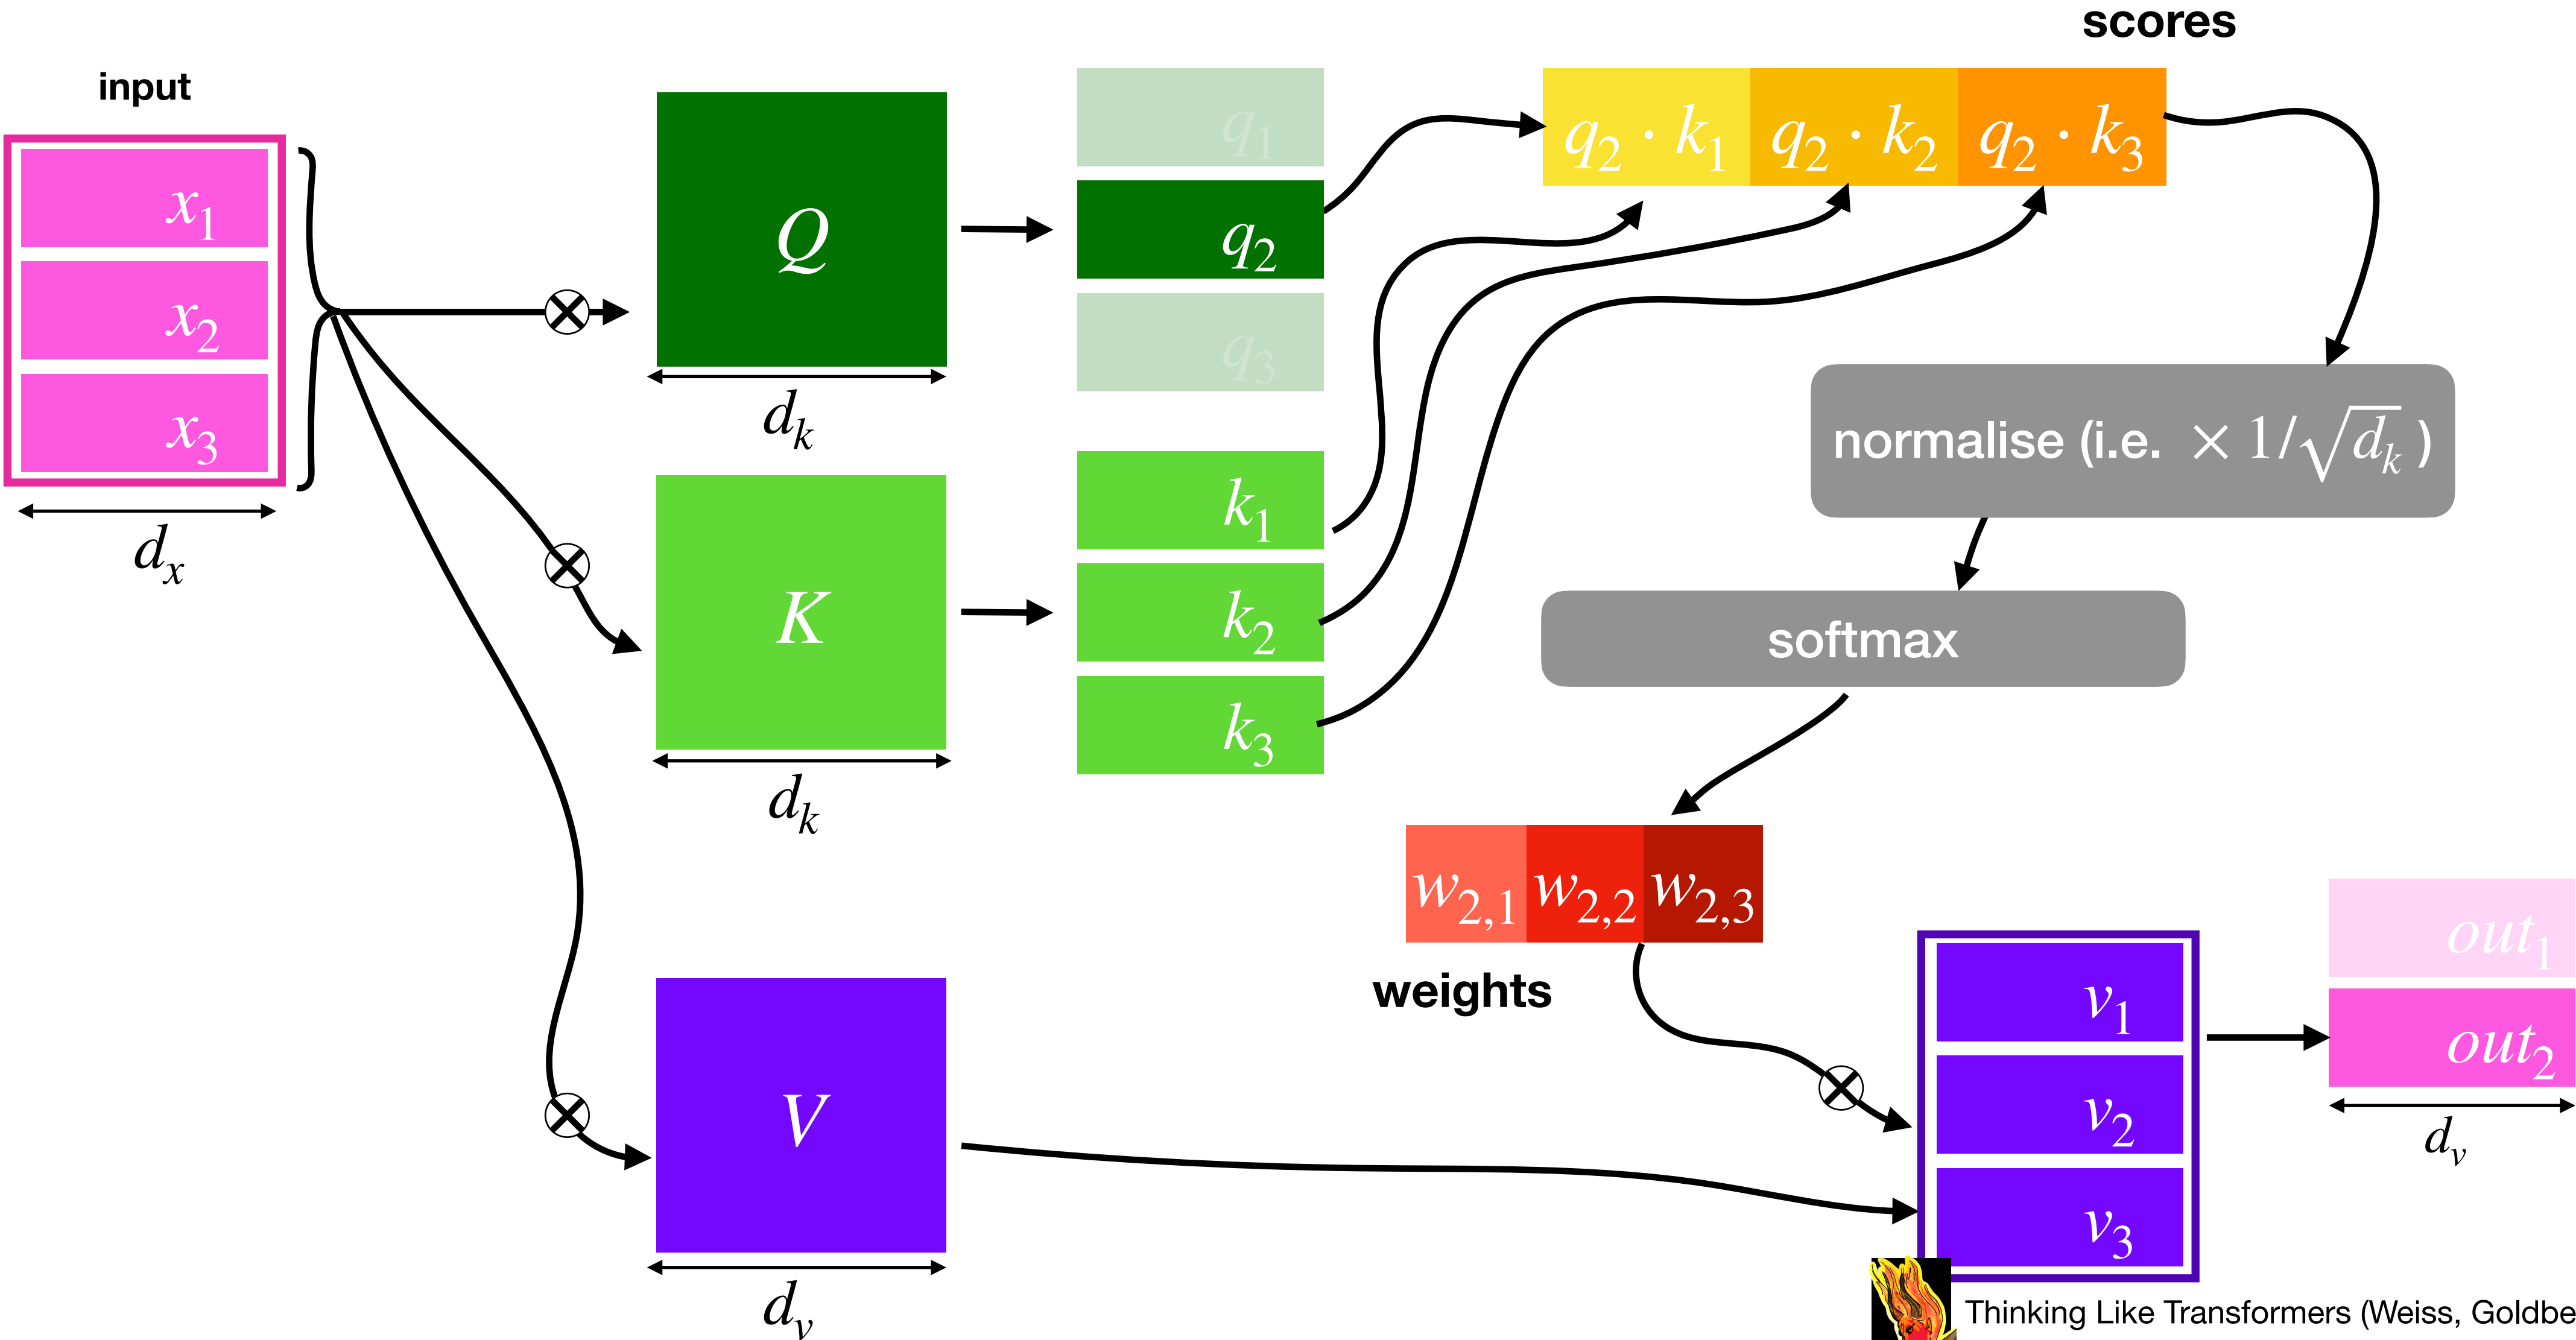 scores
input
x₁
x₂
x₃
dₓ
Q
dₖ
K
dₖ
V
dᵥ
q₁
q₂
q₃
k₁
k₂
k₃
q₂ · k₁ q₂ · k₂ q₂ · k₃
normalise (i.e. × 1/√dₖ )
softmax
w₂,₁ w₂,₂ w₂,₃
weights
v₁
v₂
v₃
out₁
out₂
dᵥ
Thinking Like Transformers (Weiss, Goldbe